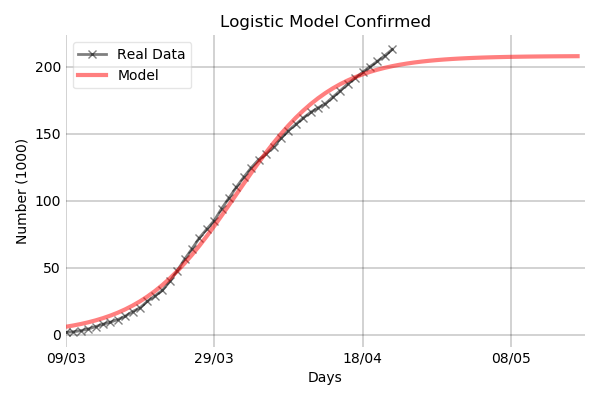 Logistic Model Confirmed
Real Data
Model
Number (1000)
200
150
100
50
0
09/03
29/03
18/04
08/05
Days